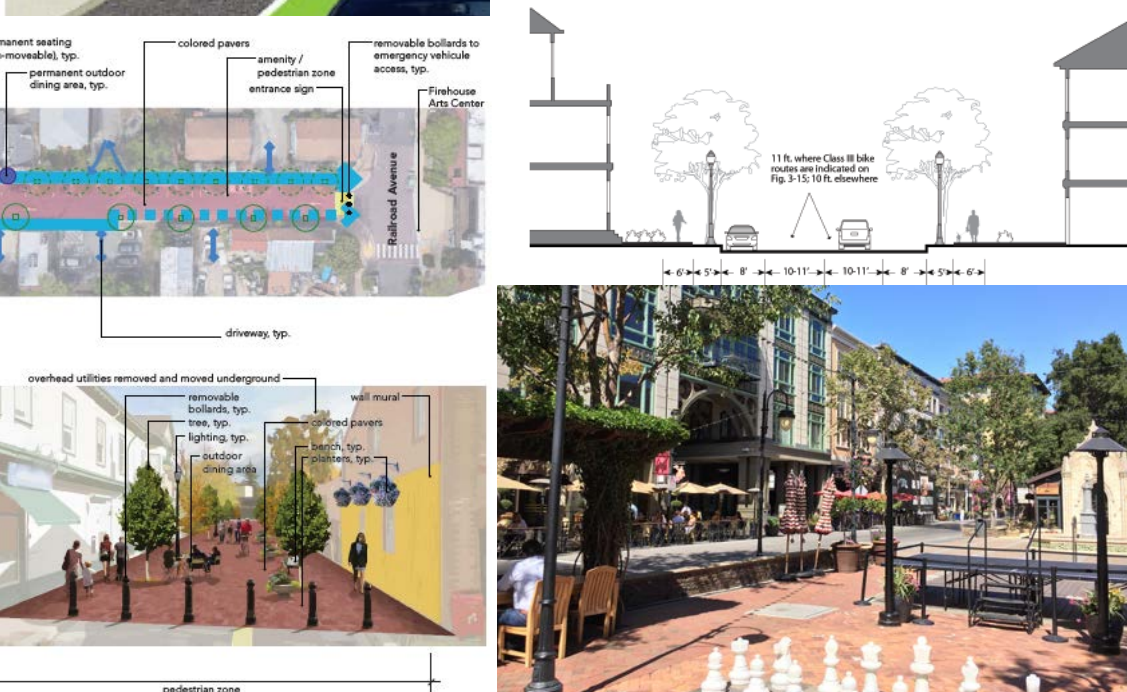 manent seating
-moveable), typ.
permanent outdoor
dining area, typ.
colored pavers
amenity /
pedestrian zone
entrance sign
removable bollards to
emergency vehicule
access, typ.
Firehouse
Arts Center
Railroad Avenue
driveway, typ.
overhead utilities removed and moved underground
removable
bollards, typ.
tree, typ.
lighting, typ.
outdoor
dining area
wall mural
colored pavers
bench, typ.
planters, typ.
pedestrian zone
11 ft. where Class III bike
routes are indicated on
Fig. 3-15; 10 ft. elsewhere
6' 5' 8' 10-11' 10-11' 8' 5' 6'